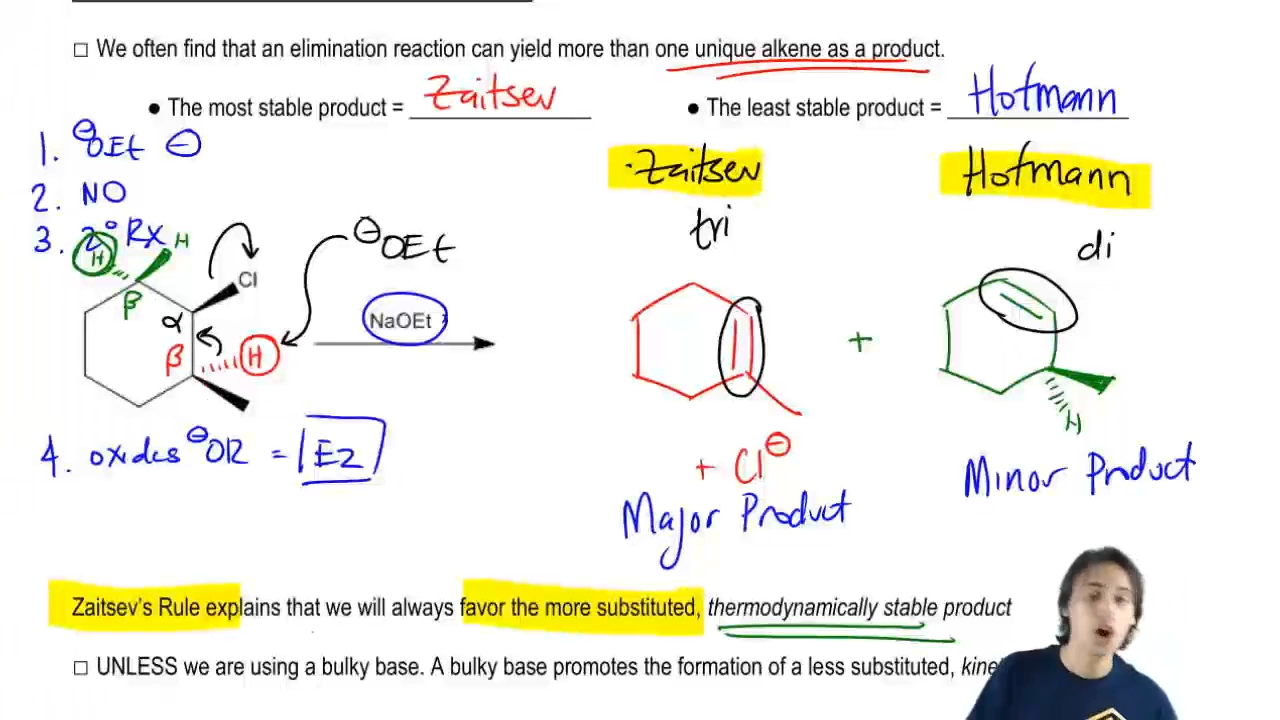 □ We often find that an elimination reaction can yield more than one unique alkene as a product.
● The most stable product = Zaitsev
● The least stable product = Hofmann
1. ⊖OEt ⊖
2. NO
3. 2° RX
Zaitsev
Hofmann
tri
di
H H
β
Cl
α
β
H
⊖OEt
NaOEt
+
H
4. oxides ⊖OR = E2
+ Cl⊖
Major Product
Minor Product
Zaitsev's Rule explains that we will always favor the more substituted, thermodynamically stable product
□ UNLESS we are using a bulky base. A bulky base promotes the formation of a less substituted,